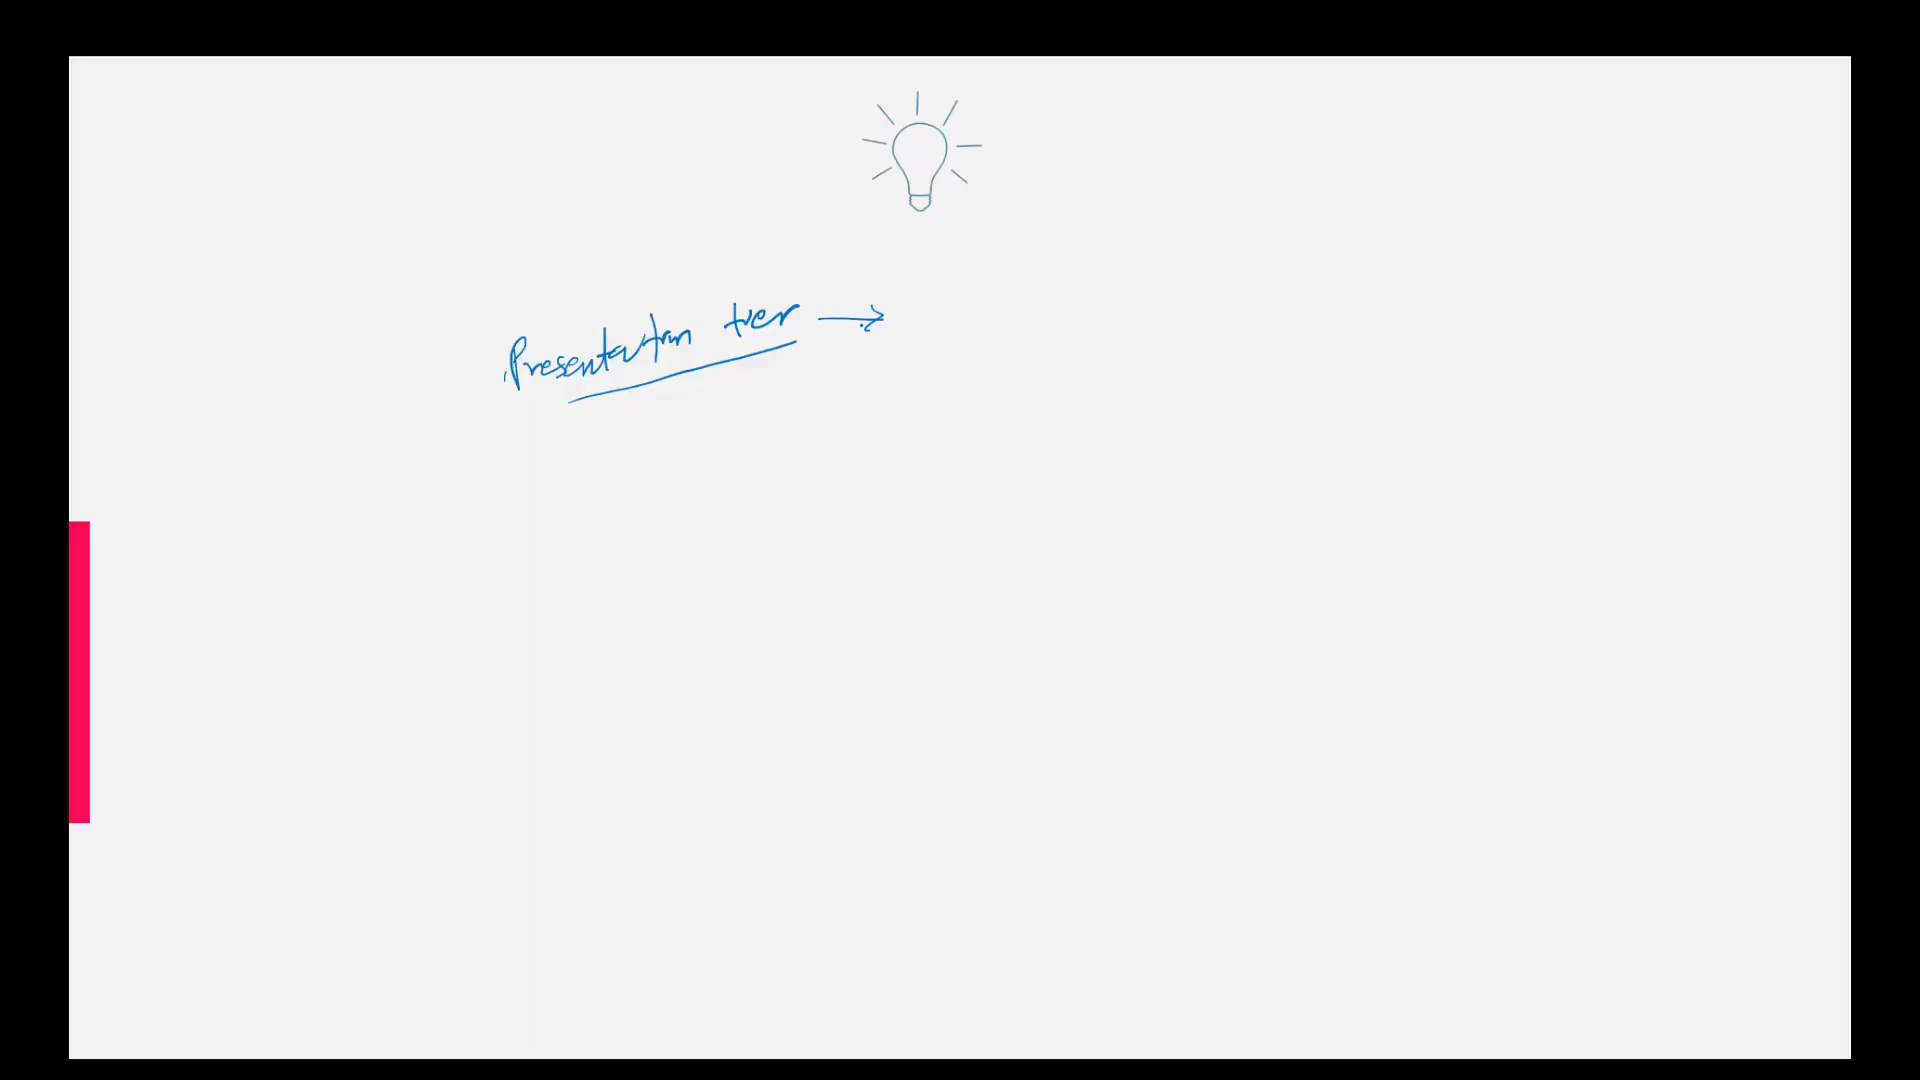 Presentation tier →